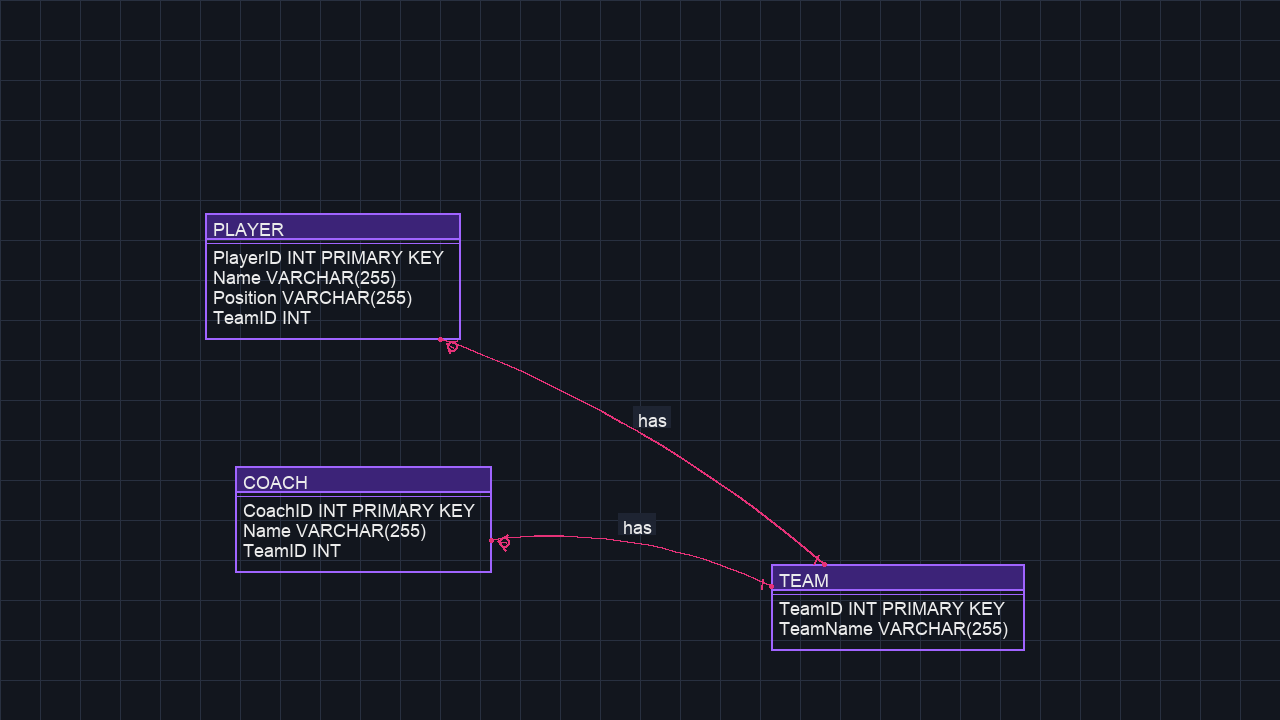 PLAYER
PlayerID INT PRIMARY KEY
Name VARCHAR(255)
Position VARCHAR(255)
TeamID INT
has
COACH
CoachID INT PRIMARY KEY
Name VARCHAR(255)
TeamID INT
has
TEAM
TeamID INT PRIMARY KEY
TeamName VARCHAR(255)